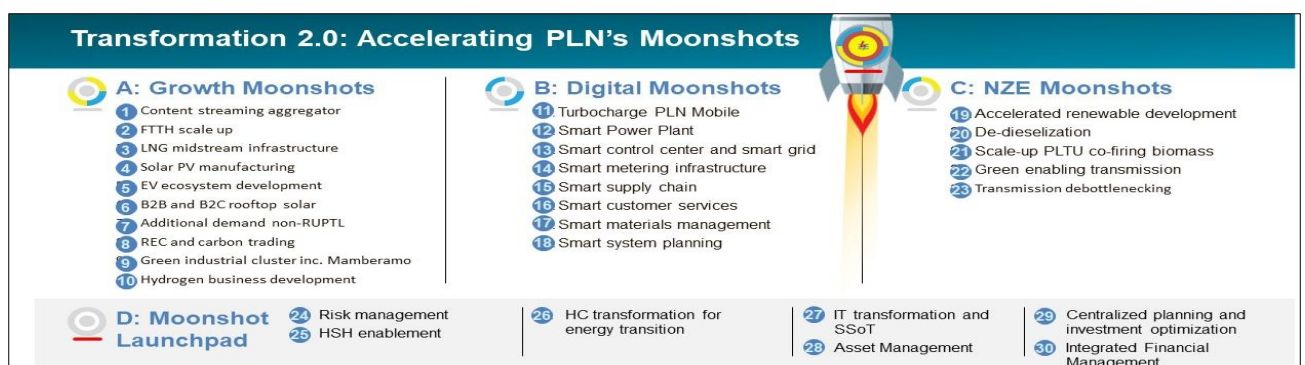 Transformation 2.0: Accelerating PLN's Moonshots
A: Growth Moonshots
1 Content streaming aggregator
2 FTTH scale up
3 LNG midstream infrastructure
4 Solar PV manufacturing
5 EV ecosystem development
6 B2B and B2C rooftop solar
7 Additional demand non-RUPTL
8 REC and carbon trading
9 Green industrial cluster inc. Mamberamo
10 Hydrogen business development
B: Digital Moonshots
11 Turbocharge PLN Mobile
12 Smart Power Plant
13 Smart control center and smart grid
14 Smart metering infrastructure
15 Smart supply chain
16 Smart customer services
17 Smart materials management
18 Smart system planning
C: NZE Moonshots
19 Accelerated renewable development
20 De-dieselization
21 Scale-up PLTU co-firing biomass
22 Green enabling transmission
23 Transmission debottlenecking
D: Moonshot
Launchpad
24 Risk management
25 HSH enablement
26 HC transformation for
energy transition
27 IT transformation and
SSoT
28 Asset Management
29 Centralized planning and
investment optimization
30 Integrated Financial
Management